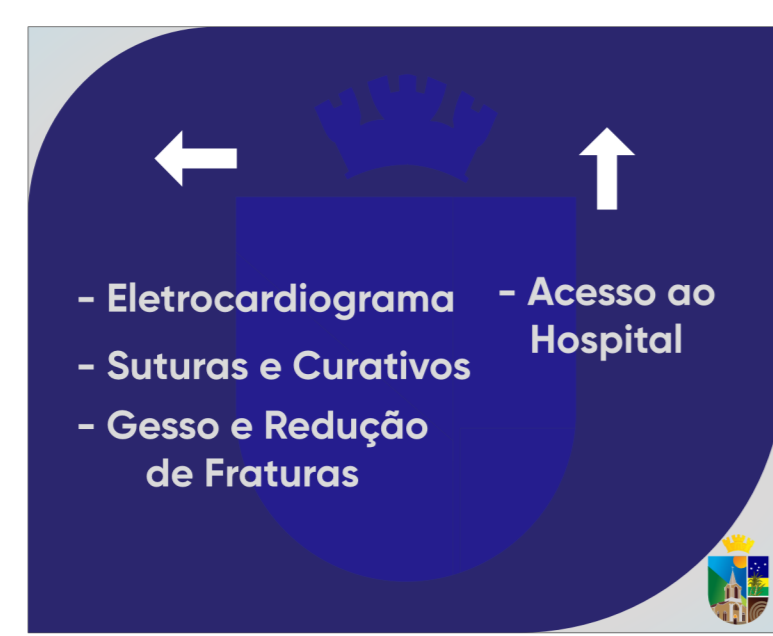 - Eletrocardiograma
- Suturas e Curativos
- Gesso e Redução
de Fraturas
- Acesso ao
Hospital